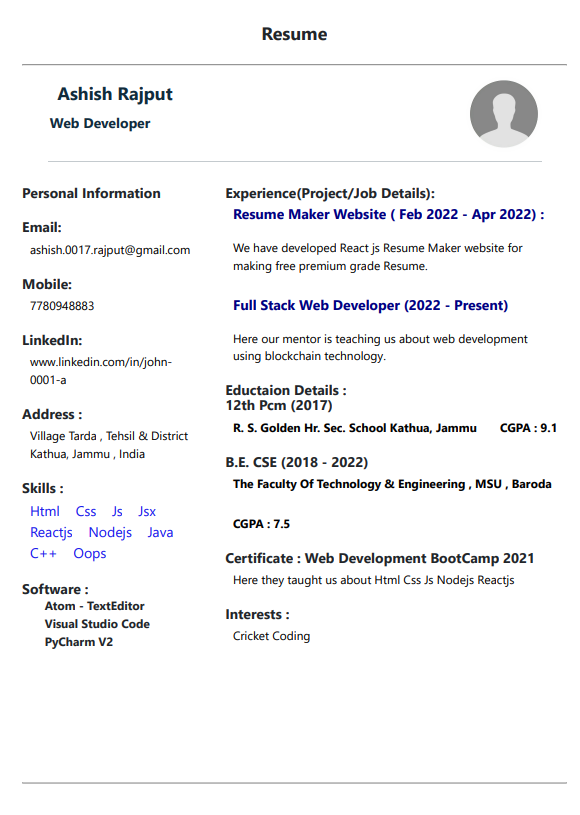 Resume
Ashish Rajput
Web Developer
Personal Information
Email:
ashish.0017.rajput@gmail.com
Mobile:
7780948883
LinkedIn:
www.linkedin.com/in/john-
0001-a
Address :
Village Tarda , Tehsil & District
Kathua, Jammu , India
Skills :
Html Css Js Jsx
Reactjs Nodejs Java
C++ Oops
Software :
Atom - TextEditor
Visual Studio Code
PyCharm V2
Experience(Project/Job Details):
Resume Maker Website ( Feb 2022 - Apr 2022) :
We have developed React js Resume Maker website for
making free premium grade Resume.
Full Stack Web Developer (2022 - Present)
Here our mentor is teaching us about web development
using blockchain technology.
Eductaion Details :
12th Pcm (2017)
R. S. Golden Hr. Sec. School Kathua, Jammu CGPA : 9.1
B.E. CSE (2018 - 2022)
The Faculty Of Technology & Engineering , MSU , Baroda
CGPA : 7.5
Certificate : Web Development BootCamp 2021
Here they taught us about Html Css Js Nodejs Reactjs
Interests :
Cricket Coding